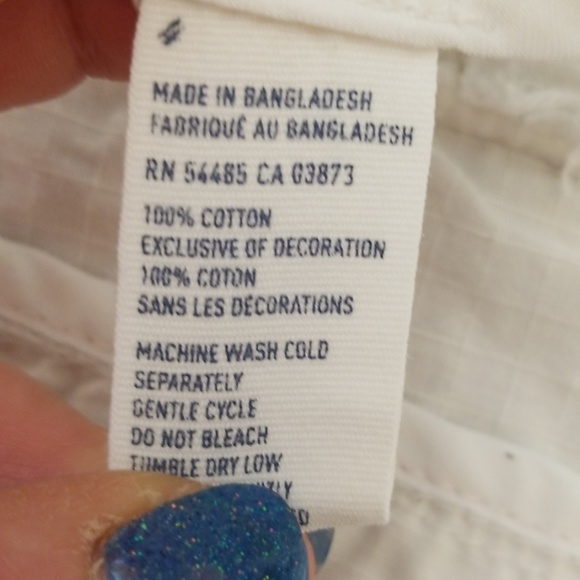 4
MADE IN BANGLADESH
FABRIQUÉ AU BANGLADESH
RN 54485 CA 03873
100% COTTON
EXCLUSIVE OF DECORATION
100% COTON
SANS LES DÉCORATIONS
MACHINE WASH COLD
SEPARATELY
GENTLE CYCLE
DO NOT BLEACH
TUMBLE DRY LOW